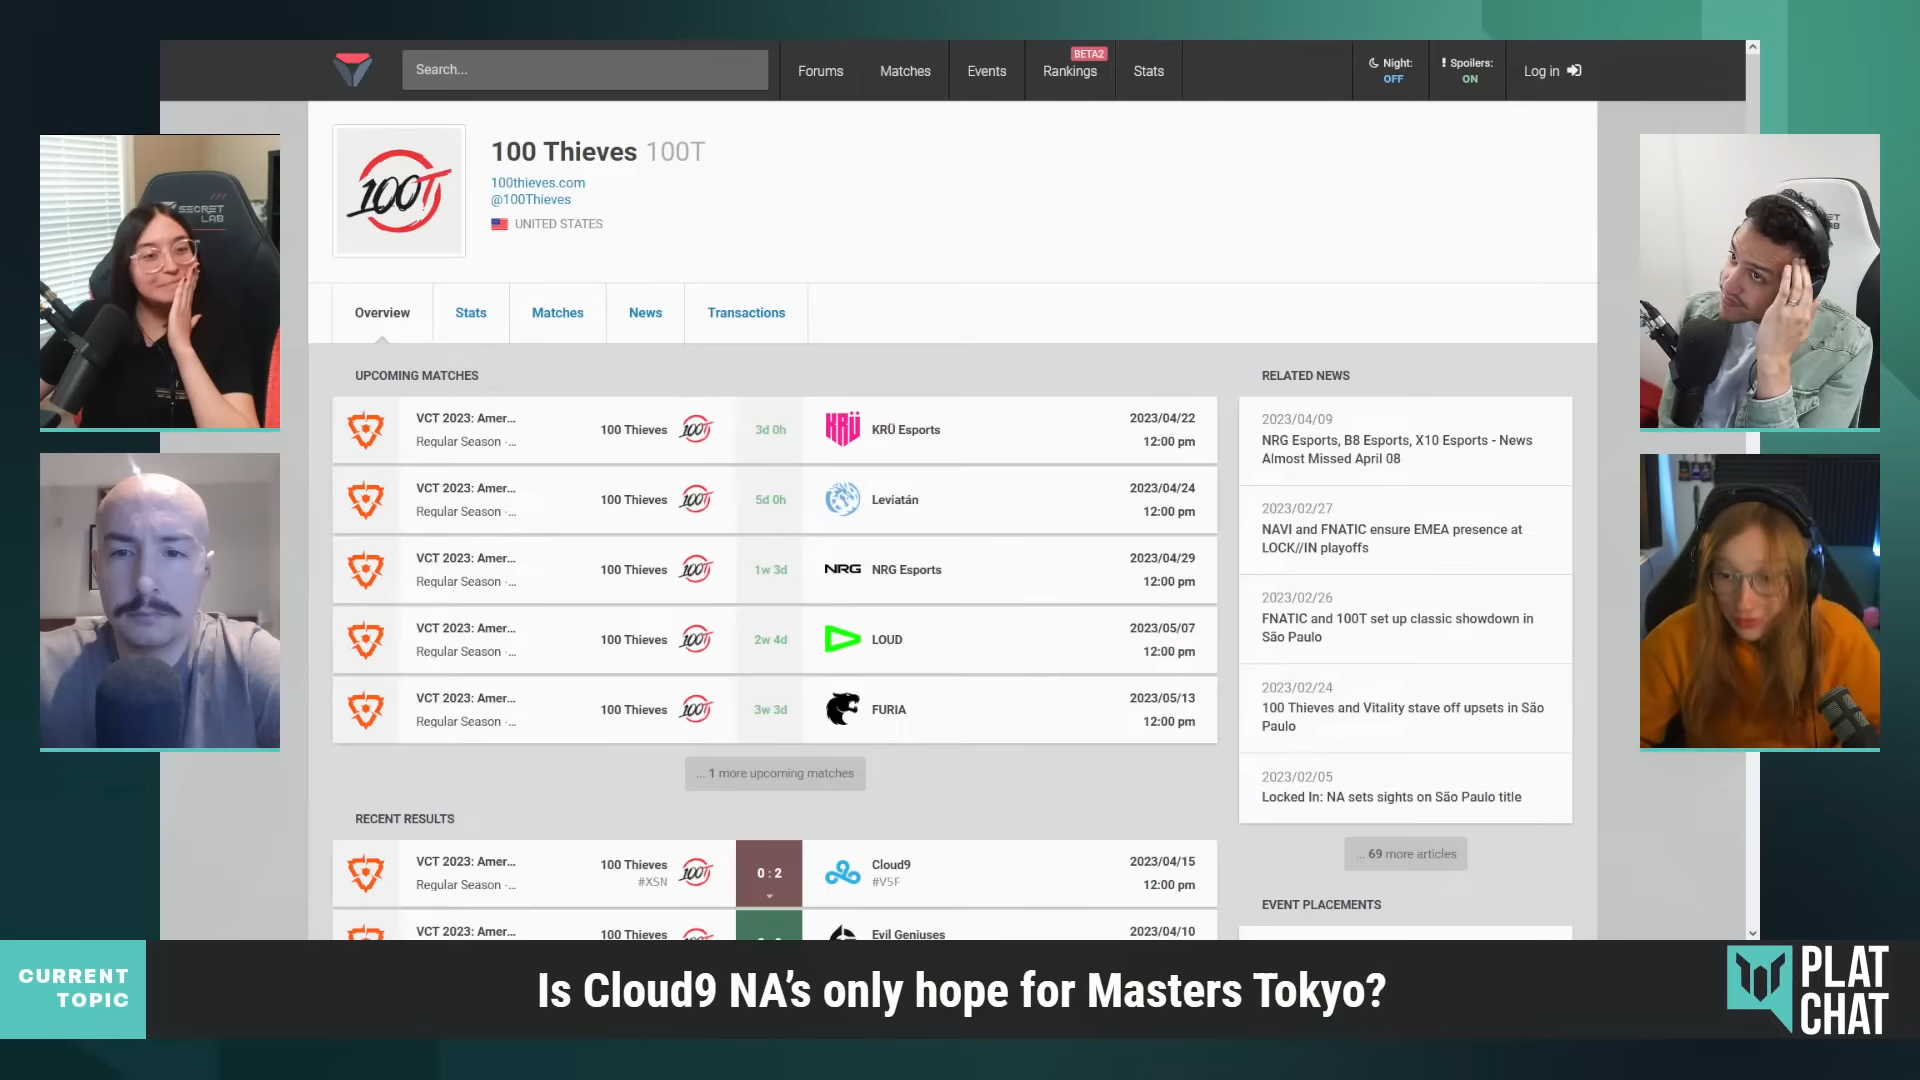 Search...
Forums
Matches
Events
BETA2
Rankings
Stats
Night:
OFF
Spoilers:
ON
Log in
100T
100 Thieves 100T
100thieves.com
@100Thieves
UNITED STATES
SECRET
LAB
Overview
Stats
Matches
News
Transactions
UPCOMING MATCHES
VCT 2023: Amer...
Regular Season ·...
100 Thieves
100T
3d 0h
KRÜ
KRÜ Esports
2023/04/22
12:00 pm
VCT 2023: Amer...
Regular Season ·...
100 Thieves
100T
5d 0h
Leviatán
2023/04/24
12:00 pm
VCT 2023: Amer...
Regular Season ·...
100 Thieves
100T
1w 3d
NRG
NRG Esports
2023/04/29
12:00 pm
VCT 2023: Amer...
Regular Season ·...
100 Thieves
100T
2w 4d
LOUD
2023/05/07
12:00 pm
VCT 2023: Amer...
Regular Season ·...
100 Thieves
100T
3w 3d
FURIA
2023/05/13
12:00 pm
... 1 more upcoming matches
RECENT RESULTS
VCT 2023: Amer...
Regular Season ·...
100 Thieves
#XSN
100T
0 : 2
Cloud9
#V5F
2023/04/15
12:00 pm
VCT 2023: Amer...
100 Thieves
Evil Geniuses
2023/04/10
RELATED NEWS
2023/04/09
NRG Esports, B8 Esports, X10 Esports - News
Almost Missed April 08
2023/02/27
NAVI and FNATIC ensure EMEA presence at
LOCK//IN playoffs
2023/02/26
FNATIC and 100T set up classic showdown in
São Paulo
2023/02/24
100 Thieves and Vitality stave off upsets in São
Paulo
2023/02/05
Locked In: NA sets sights on São Paulo title
... 69 more articles
EVENT PLACEMENTS
CURRENT
TOPIC
Is Cloud9 NA's only hope for Masters Tokyo?
PLAT
CHAT